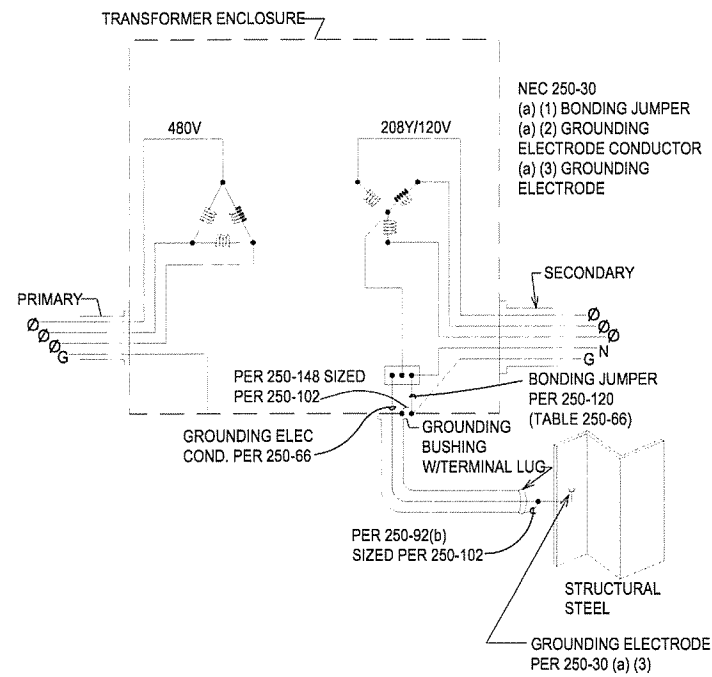 TRANSFORMER ENCLOSURE
480V
208Y/120V
NEC 250-30
(a) (1) BONDING JUMPER
(a) (2) GROUNDING
ELECTRODE CONDUCTOR
(a) (3) GROUNDING
ELECTRODE
PRIMARY
Ø
Ø
Ø
G
SECONDARY
Ø
Ø
Ø
N
G
PER 250-148 SIZED
PER 250-102
BONDING JUMPER
PER 250-120
(TABLE 250-66)
GROUNDING ELEC
COND. PER 250-66
GROUNDING
BUSHING
W/TERMINAL LUG
PER 250-92(b)
SIZED PER 250-102
STRUCTURAL
STEEL
GROUNDING ELECTRODE
PER 250-30 (a) (3)